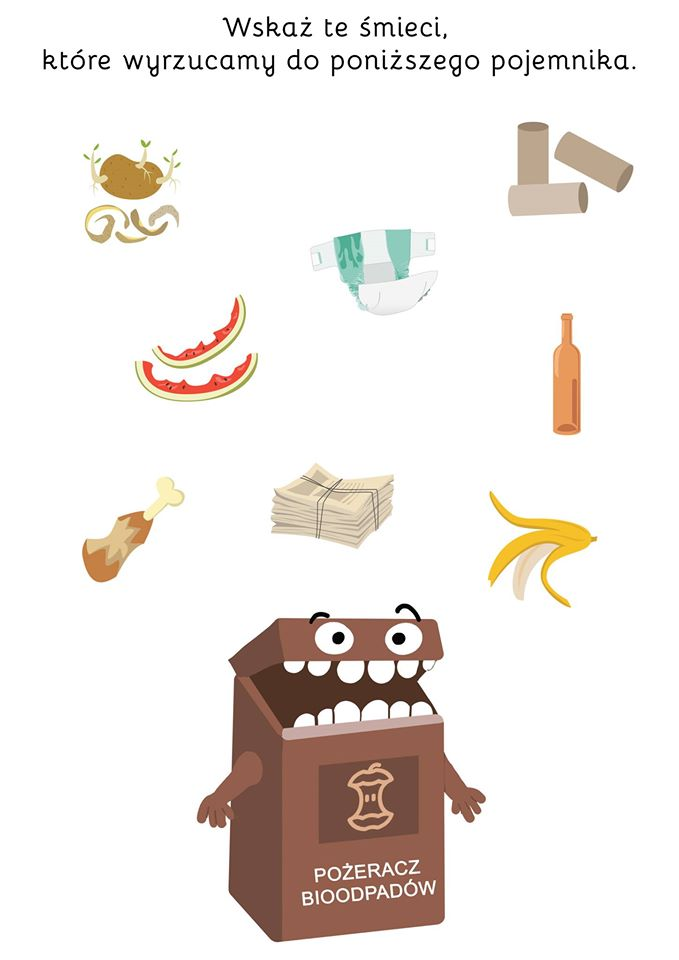 Wskaż te śmieci,
które wyrzucamy do poniższego pojemnika.
POŻERACZ
BIOODPADÓW